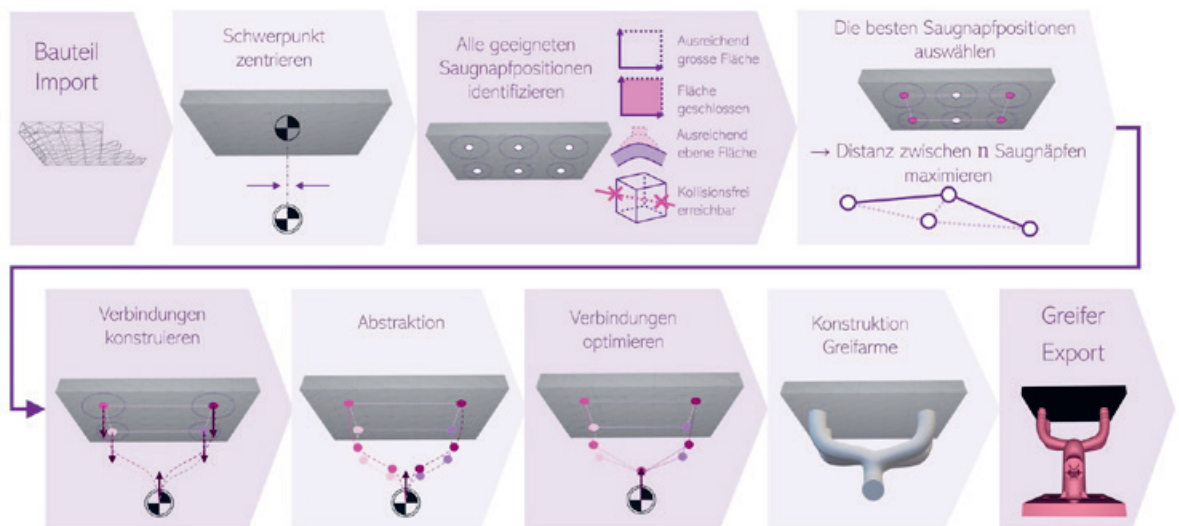 Bauteil
Import
Schwerpunkt
zentrieren
Alle geeigneten
Saugnapfpositionen
identifizieren
Ausreichend
grosse Fläche
Fläche
geschlossen
Ausreichend
ebene Fläche
Kollisionsfrei
erreichbar
Die besten Saugnapfpositionen
auswählen
→ Distanz zwischen n Saugnäpfen
maximieren
Verbindungen
konstruieren
Abstraktion
Verbindungen
optimieren
Konstruktion
Greifarme
Greifer
Export